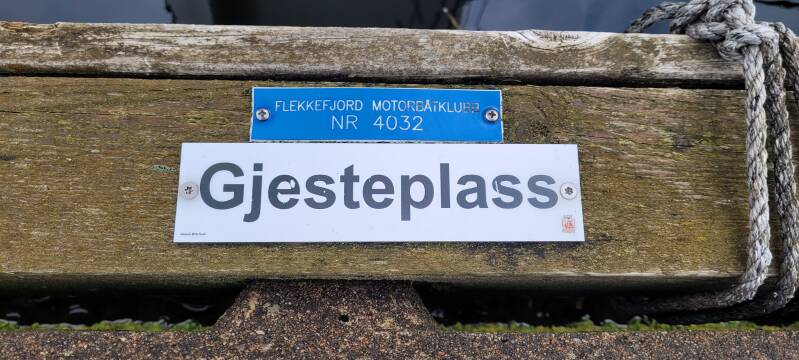 FLEKKEFJORD MOTORBÅTKLUBB
NR 4032
Gjesteplass